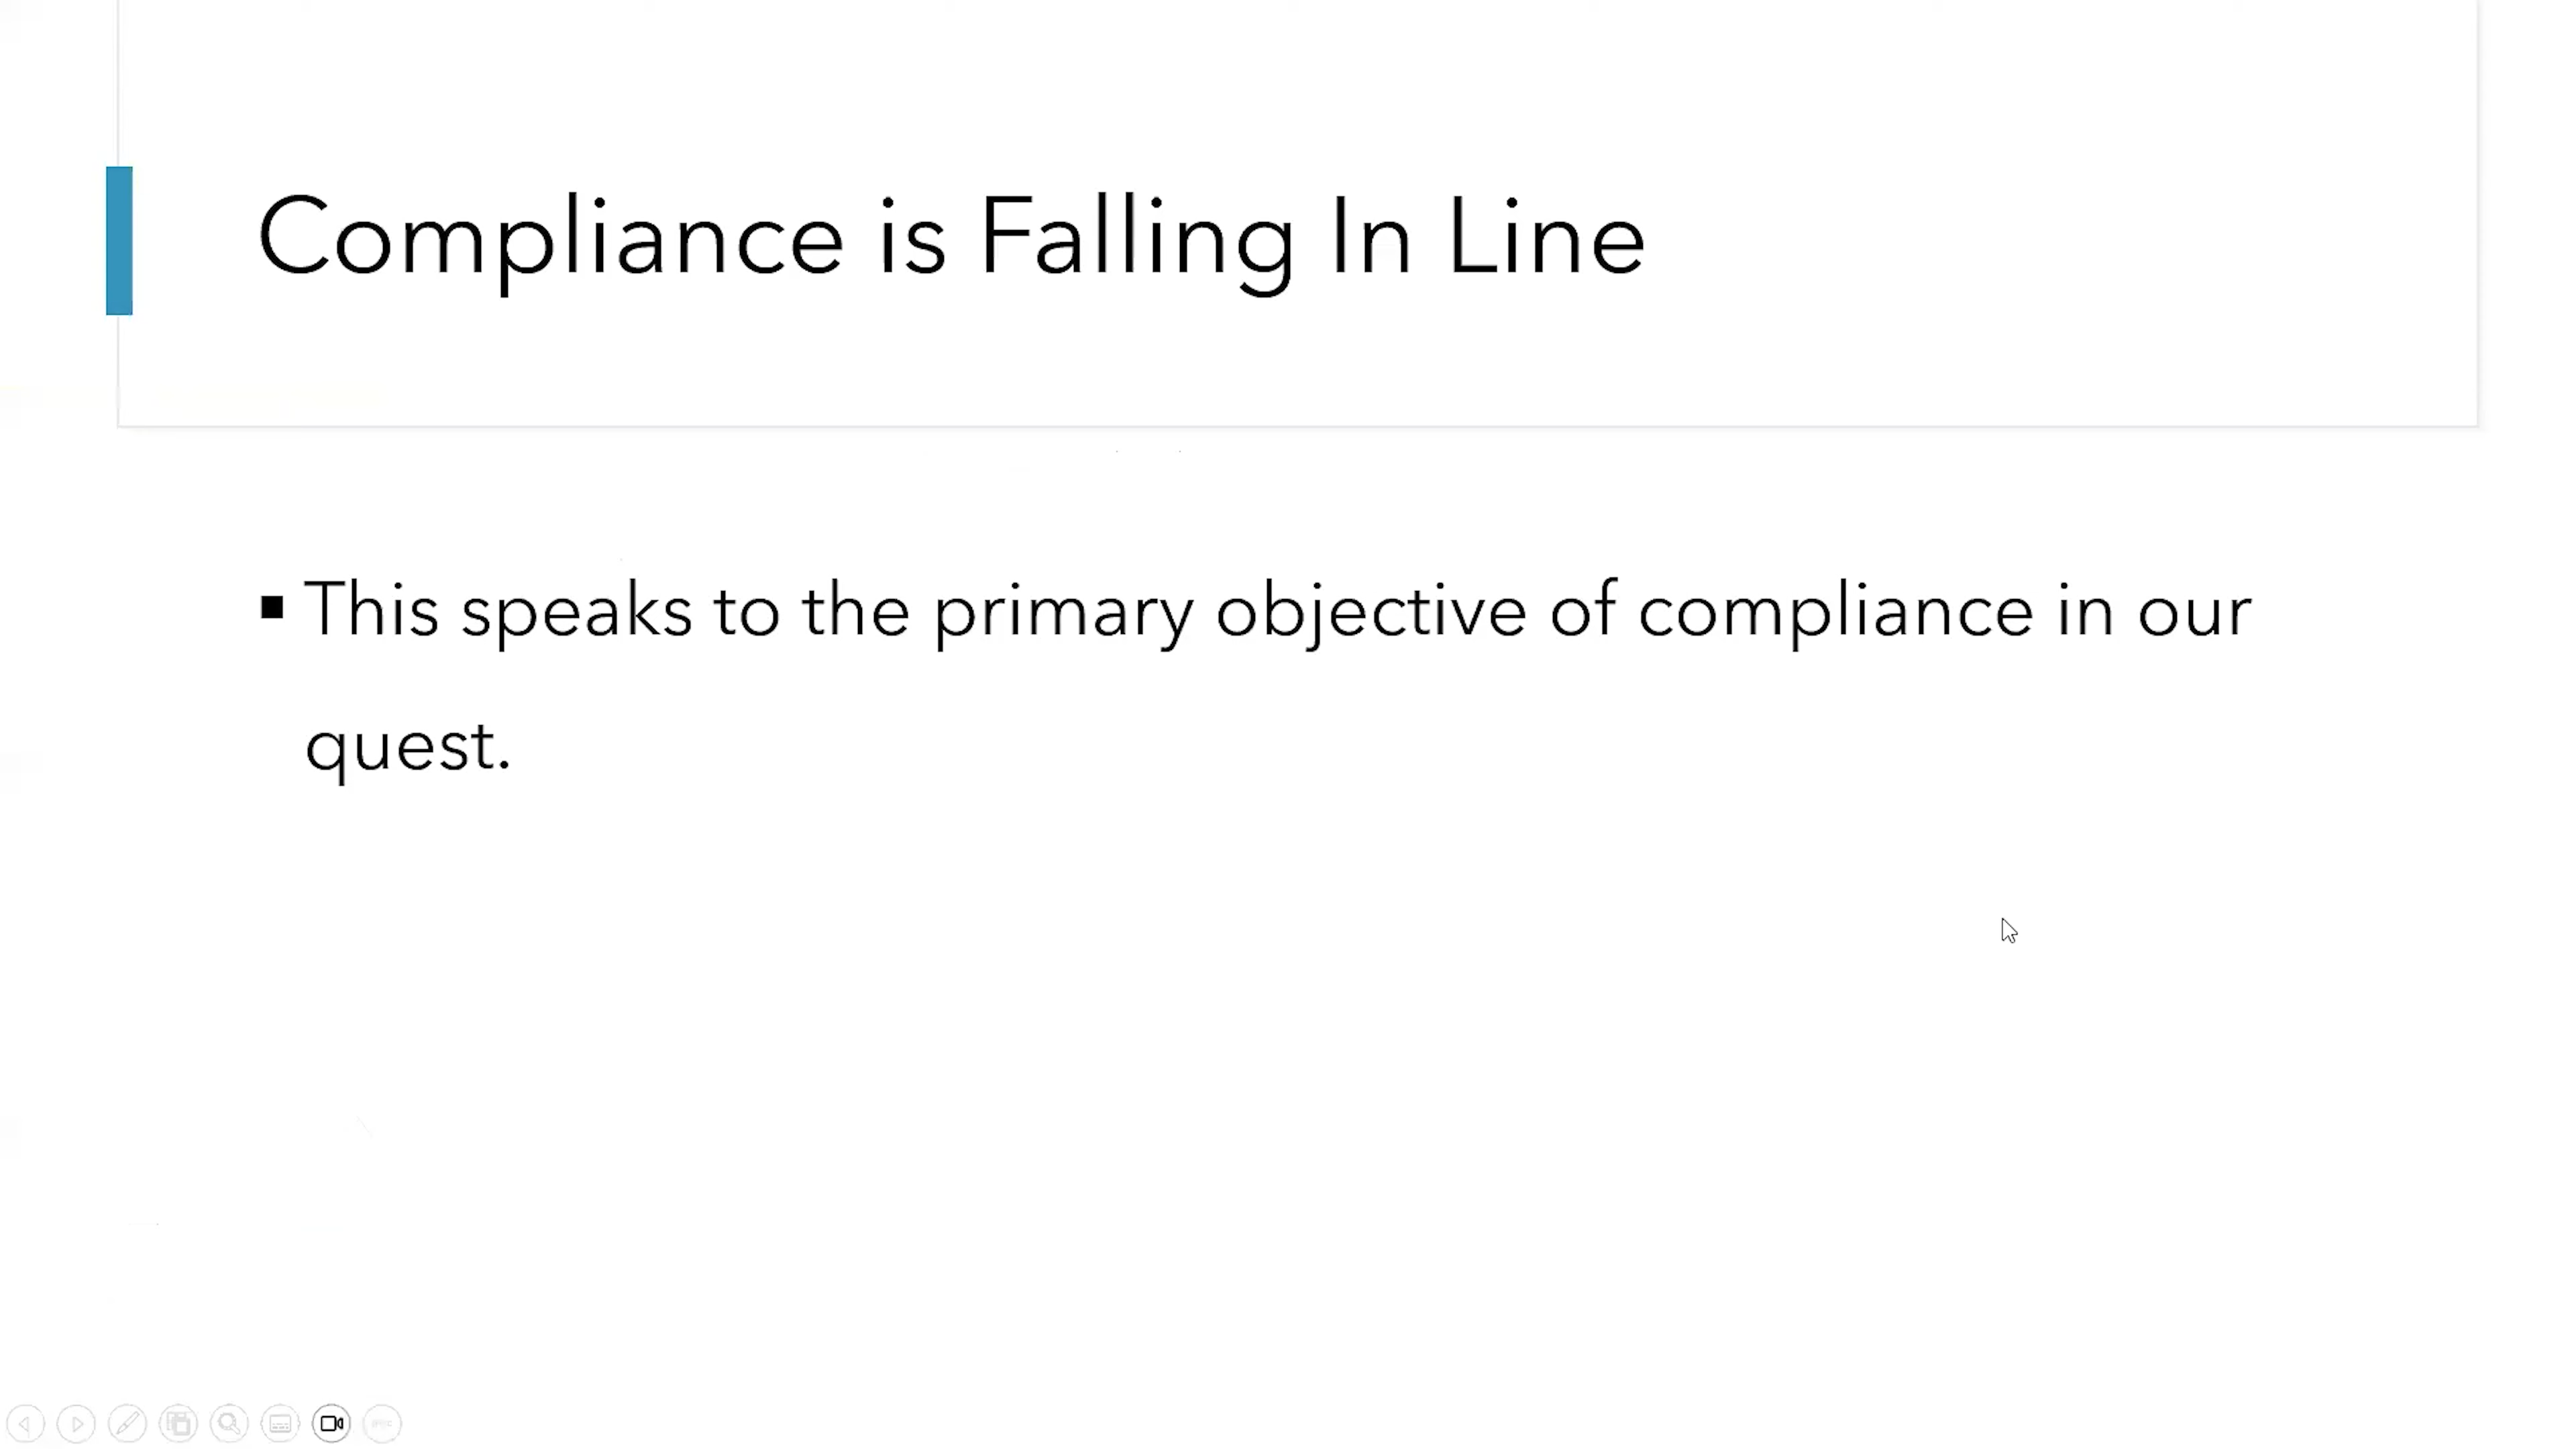 Compliance is Falling In Line
▪ This speaks to the primary objective of compliance in our
quest.